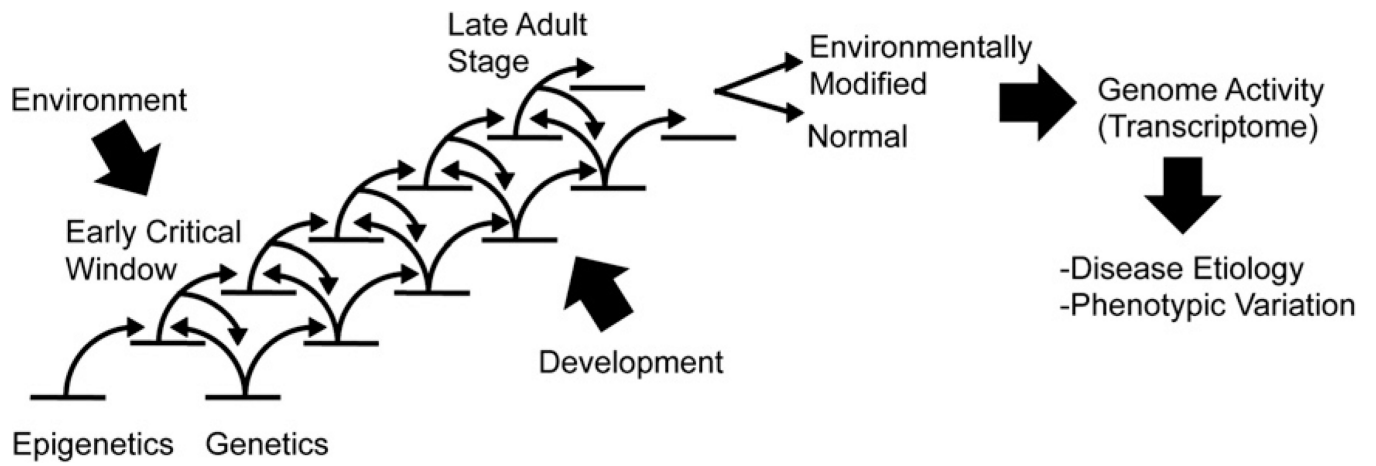 Late Adult
Stage
Environment
Early Critical
Window
Epigenetics
Genetics
Development
Environmentally
Modified
Normal
Genome Activity
(Transcriptome)
-Disease Etiology
-Phenotypic Variation